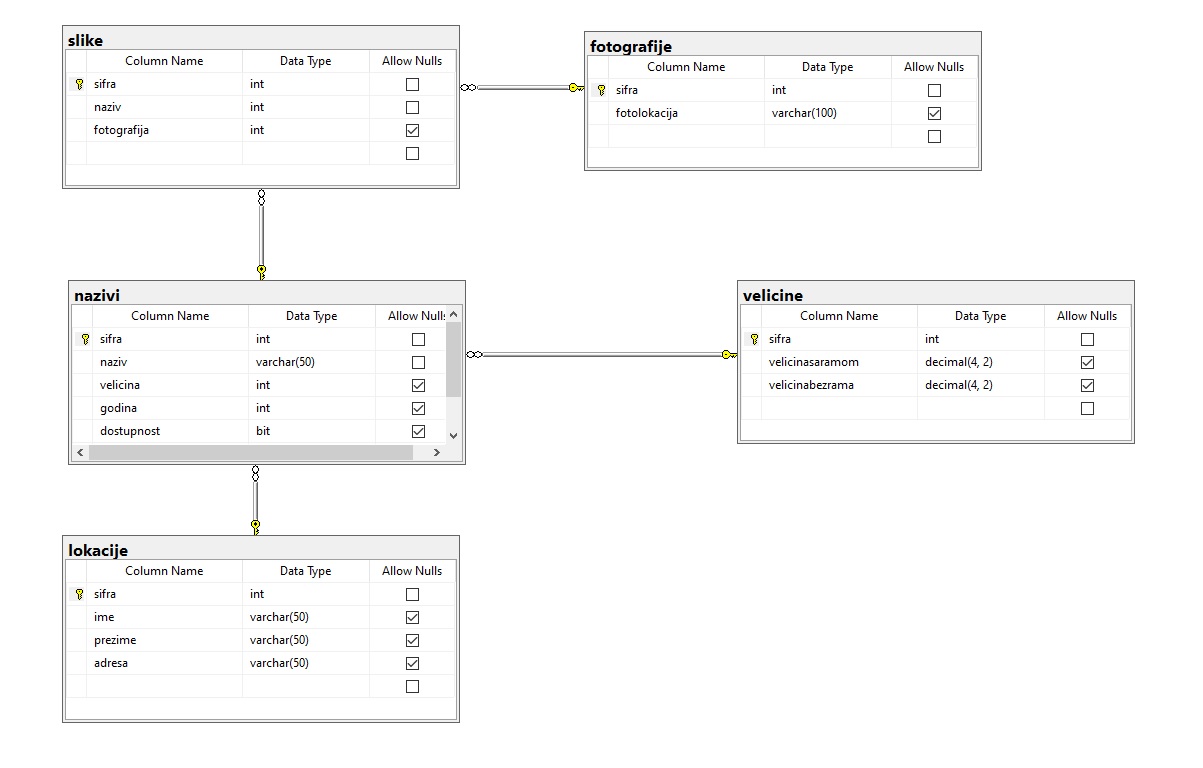 slike
Column Name Data Type Allow Nulls
sifra int
naziv int
fotografija int
fotografije
Column Name Data Type Allow Nulls
sifra int
fotolokacija varchar(100)
nazivi
Column Name Data Type Allow Nulls
sifra int
naziv varchar(50)
velicina int
godina int
dostupnost bit
velicine
Column Name Data Type Allow Nulls
sifra int
velicinasaramom decimal(4, 2)
velicinabezrama decimal(4, 2)
lokacije
Column Name Data Type Allow Nulls
sifra int
ime varchar(50)
prezime varchar(50)
adresa varchar(50)